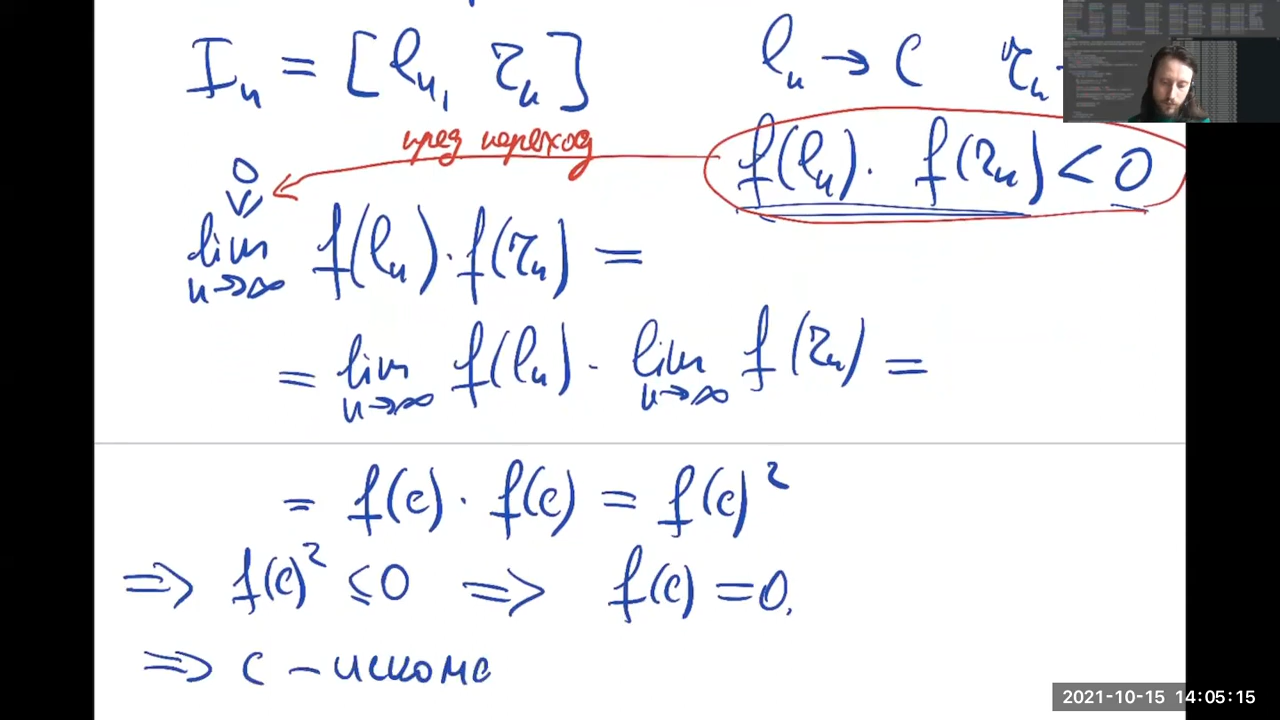 Iₙ = [lₙ, rₙ] lₙ → c rₙ
пред переход f(lₙ) · f(rₙ) < 0
0
≥
lim n→∞ f(lₙ) · f(rₙ) =
= lim n→∞ f(lₙ) · lim n→∞ f(rₙ) =
= f(c) · f(c) = f(c)²
⇒ f(c)² ≤ 0 ⇒ f(c) = 0.
⇒ c – искома
2021-10-15 14:05:15